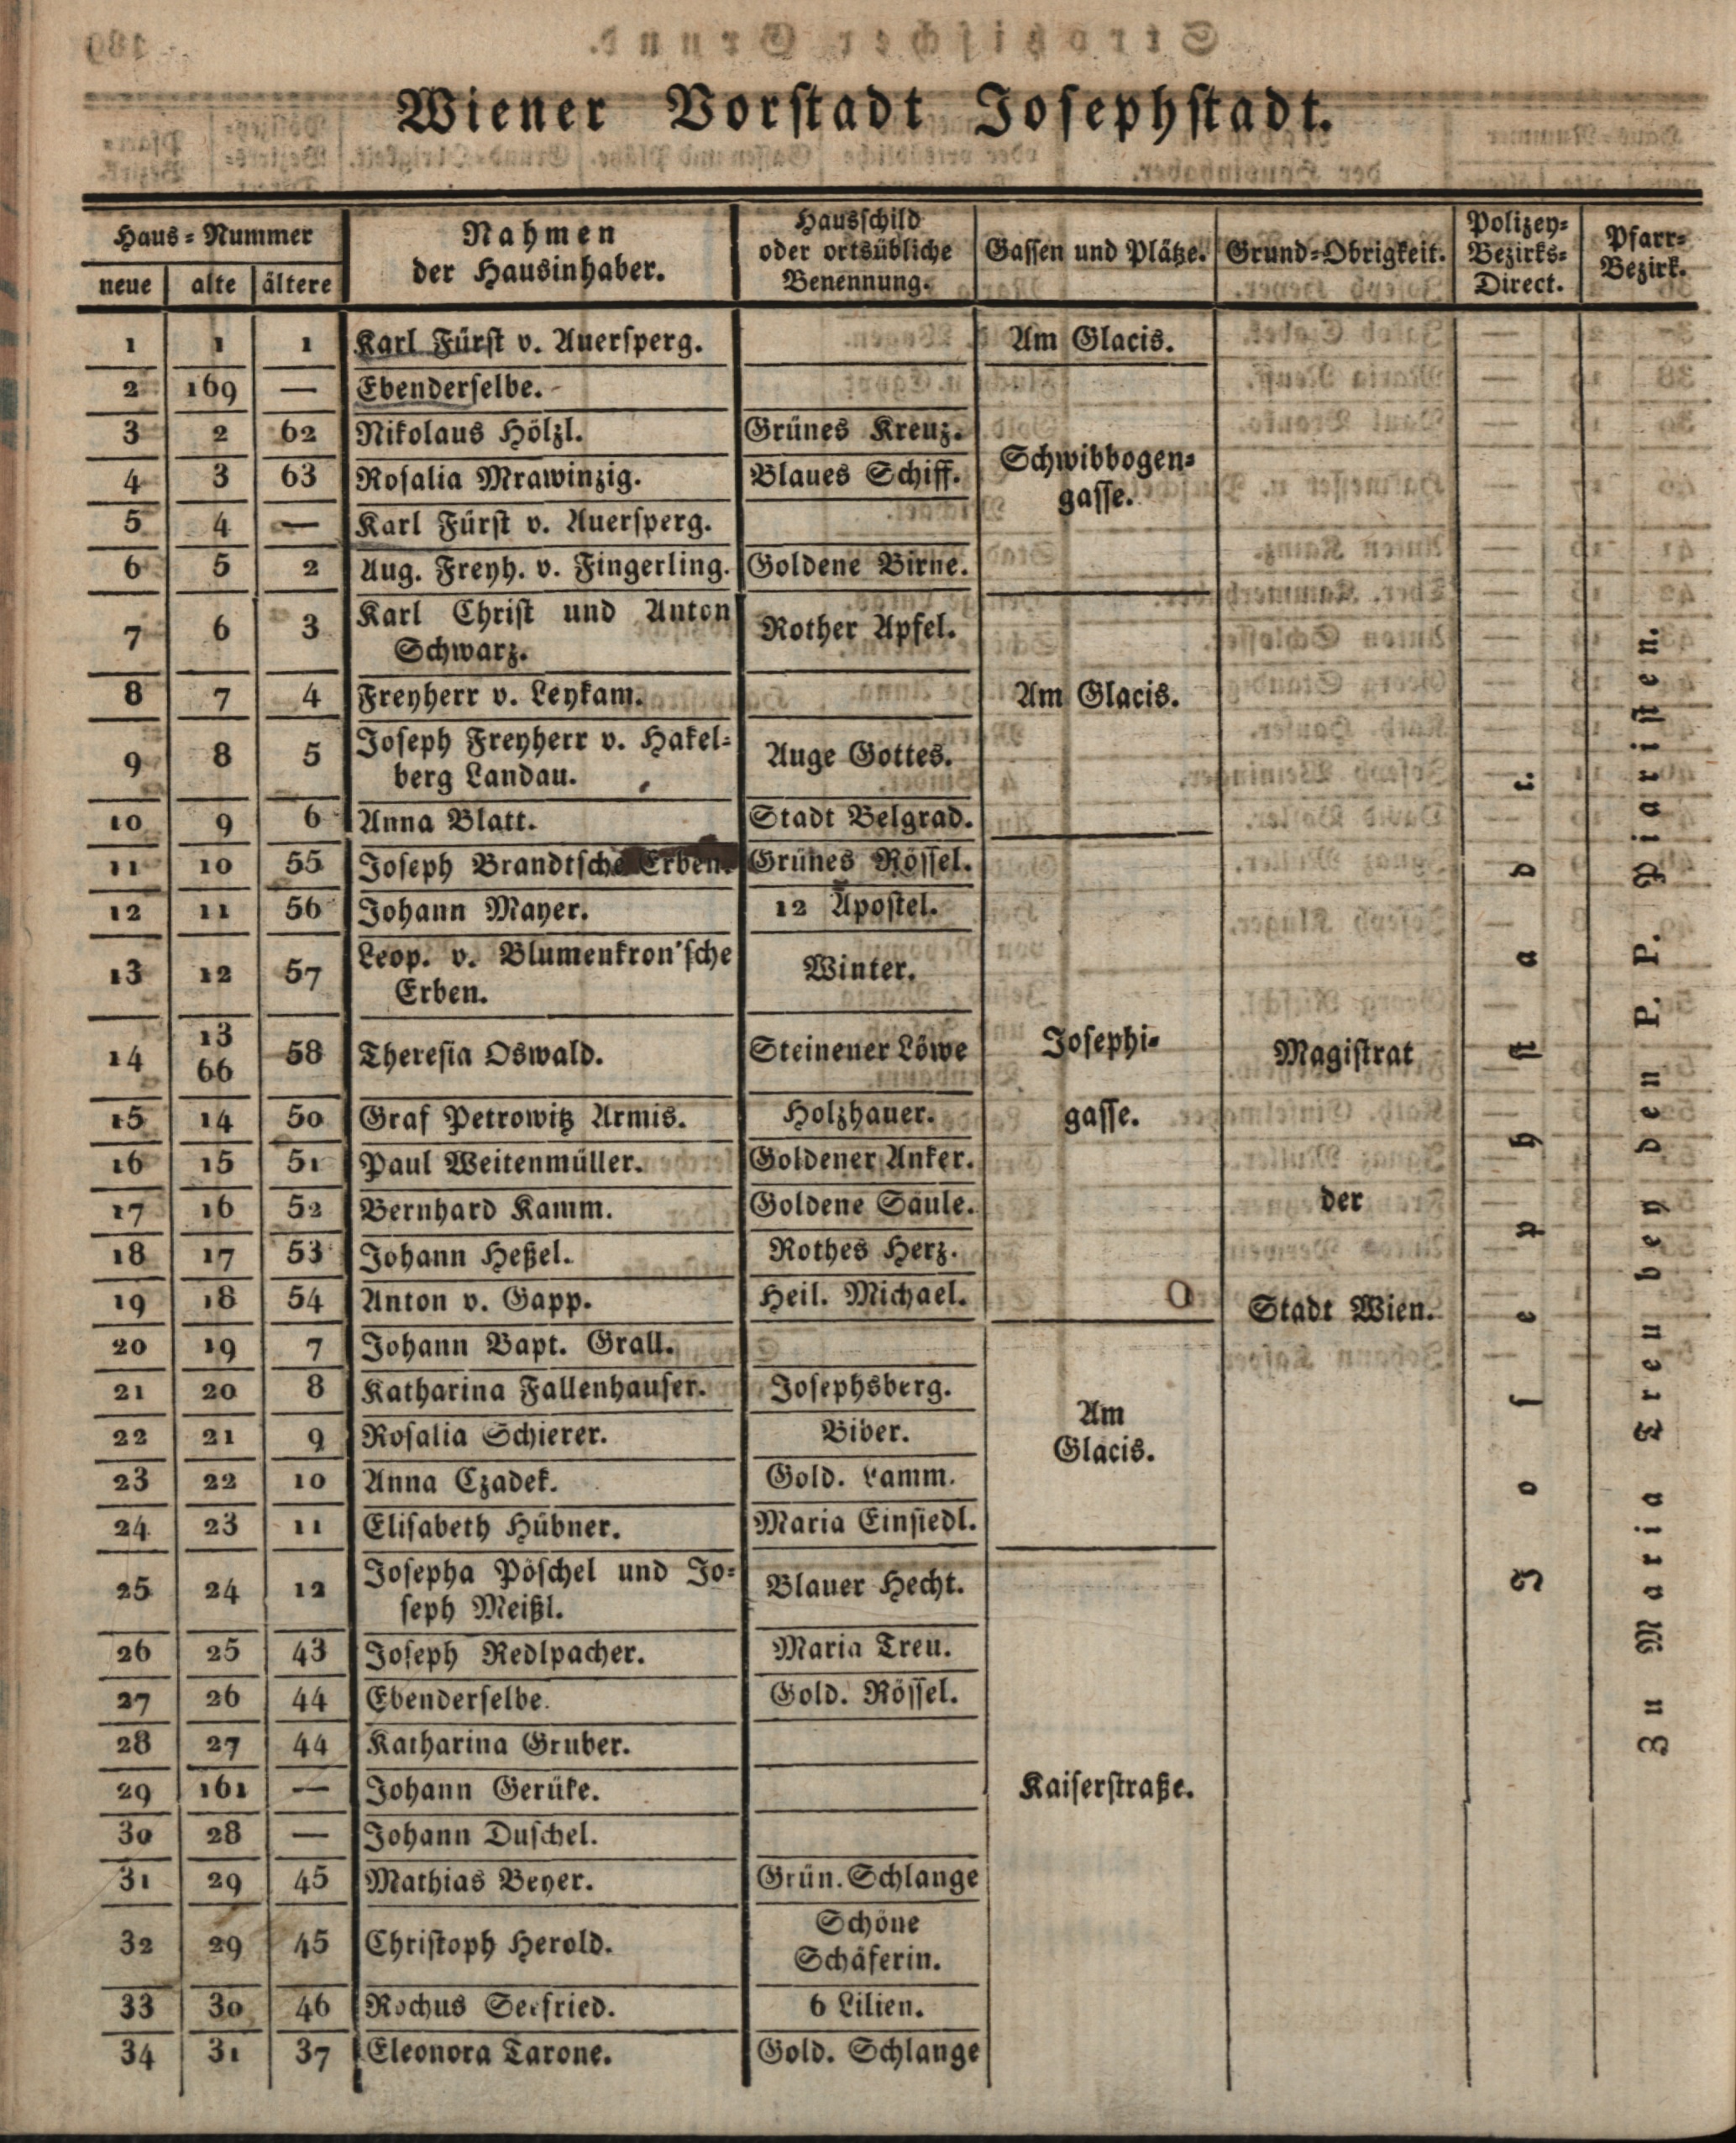 Wiener Vorstadt Josephstadt.
Haus-Nummer
neue alte ältere
Nahmen
der Hausinhaber.
Hausschild
oder ortsübliche
Benennung.
Gassen und Plätze.
Grund-Obrigkeit.
Polizey-
Bezirks-
Direct.
Pfarr-
Bezirk.
1 1 1 Karl Fürst v. Auersperg. Am Glacis.
2 169 — Ebenderselbe.
3 2 62 Nikolaus Hölzl. Grünes Kreuz.
4 3 63 Rosalia Mrawinzig. Blaues Schiff.
Schwibbogen-
gasse.
5 4 — Karl Fürst v. Auersperg.
6 5 2 Aug. Freyh. v. Fingerling. Goldene Birne.
7 6 3 Karl Christ und Anton
Schwarz. Rother Apfel.
8 7 4 Freyherr v. Leykam. Am Glacis.
9 8 5 Joseph Freyherr v. Hakel-
berg Landau. Auge Gottes.
10 9 6 Anna Blatt. Stadt Belgrad.
11 10 55 Joseph Brandtsche Erben. Grünes Rössel.
12 11 56 Johann Mayer. 12 Apostel.
13 12 57 Leop. v. Blumenkron'sche
Erben. Winter.
14 13
66 58 Theresia Oswald. Steinener Löwe
Josephi-
gasse.
15 14 50 Graf Petrowitz Armis. Holzhauer.
16 15 51 Paul Weitenmüller. Goldener Anker.
17 16 52 Bernhard Kamm. Goldene Säule.
18 17 53 Johann Heßel. Rothes Herz.
19 18 54 Anton v. Gapp. Heil. Michael.
20 19 7 Johann Bapt. Grall.
21 20 8 Katharina Fallenhauser. Josephsberg.
22 21 9 Rosalia Schierer. Biber.
Am
Glacis.
23 22 10 Anna Czadek. Gold. Lamm.
24 23 11 Elisabeth Hübner. Maria Einsiedl.
25 24 12 Josepha Pöschel und Jo-
seph Meißl. Blauer Hecht.
26 25 43 Joseph Redlpacher. Maria Treu.
27 26 44 Ebenderselbe. Gold. Rössel.
28 27 44 Katharina Gruber.
29 161 — Johann Gerüke. Kaiserstraße.
30 28 — Johann Duschel.
31 29 45 Mathias Beyer. Grün. Schlange
32 29 45 Christoph Herold. Schöne
Schäferin.
33 30 46 Rochus Seefried. 6 Lilien.
34 31 37 Eleonora Tarone. Gold. Schlange
Magistrat
der
Stadt Wien.
Josephstadt.
Zu Maria Treu bey den P. P. Piaristen.